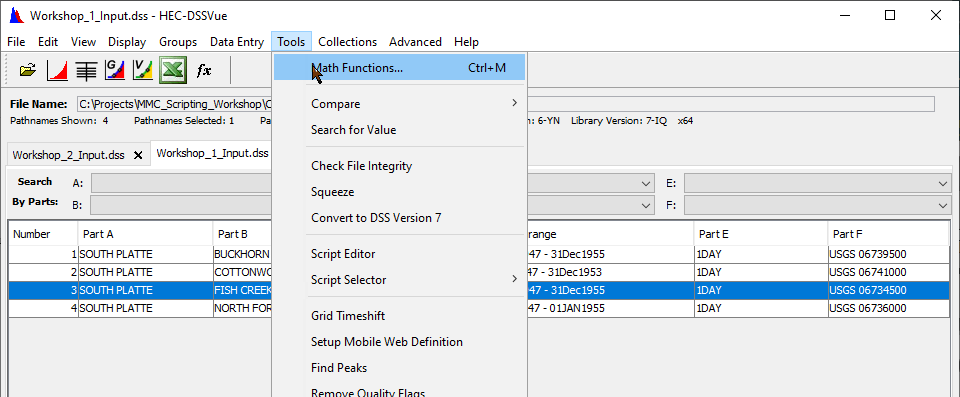 Workshop_1_Input.dss - HEC-DSSVue
File Edit View Display Groups Data Entry Tools Collections Advanced Help
G V fx
Math Functions... Ctrl+M
File Name: C:\Projects\MMC_Scripting_Workshop\C
Compare
Pathnames Shown: 4 Pathnames Selected: 1 Pa
n: 6-YN Library Version: 7-IQ x64
Search for Value
Workshop_2_Input.dss Workshop_1_Input.dss
Check File Integrity
Search A: E:
Squeeze
By Parts: B: F:
Convert to DSS Version 7
Number Part A Part B range Part E Part F
Script Editor
1 SOUTH PLATTE BUCKHORN 47 - 31Dec1955 1DAY USGS 06739500
2 SOUTH PLATTE COTTONWO 47 - 31Dec1953 1DAY USGS 06741000
Script Selector
3 SOUTH PLATTE FISH CREEK 47 - 31Dec1955 1DAY USGS 06734500
4 SOUTH PLATTE NORTH FOR 47 - 01JAN1955 1DAY USGS 06736000
Grid Timeshift
Setup Mobile Web Definition
Find Peaks
Remove Quality Flags